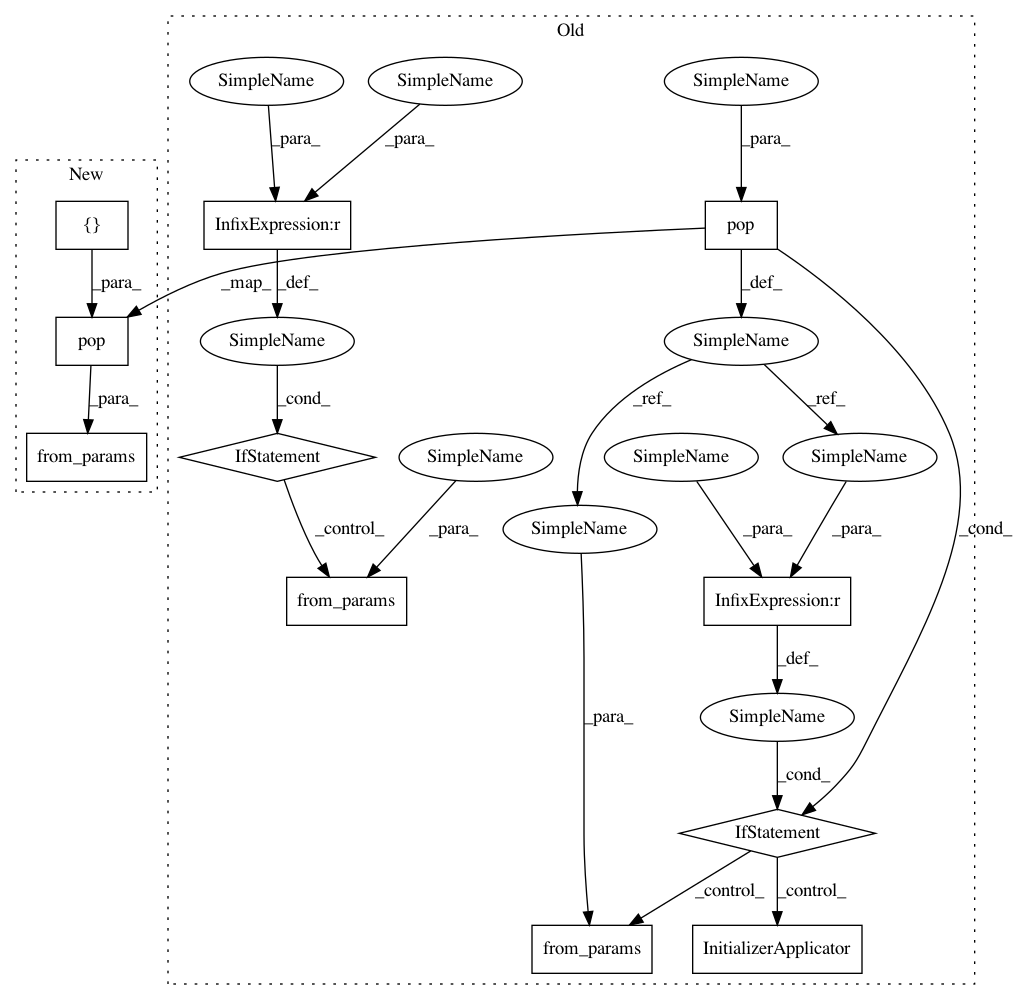 Old
SimpleName
SimpleName
SimpleName
_para_
_para_
_para_
New
{}
InfixExpression:r
pop
_para_
_map_
_def_
_def_
pop
SimpleName
SimpleName
_para_
_cond_
_ref_
_ref_
from_params
IfStatement
SimpleName
SimpleName
SimpleName
_control_
_para_
SimpleName
_para_
_para_
_cond_
from_params
InfixExpression:r
_def_
_para_
SimpleName
_cond_
IfStatement
_control_
_control_
from_params
InitializerApplicator